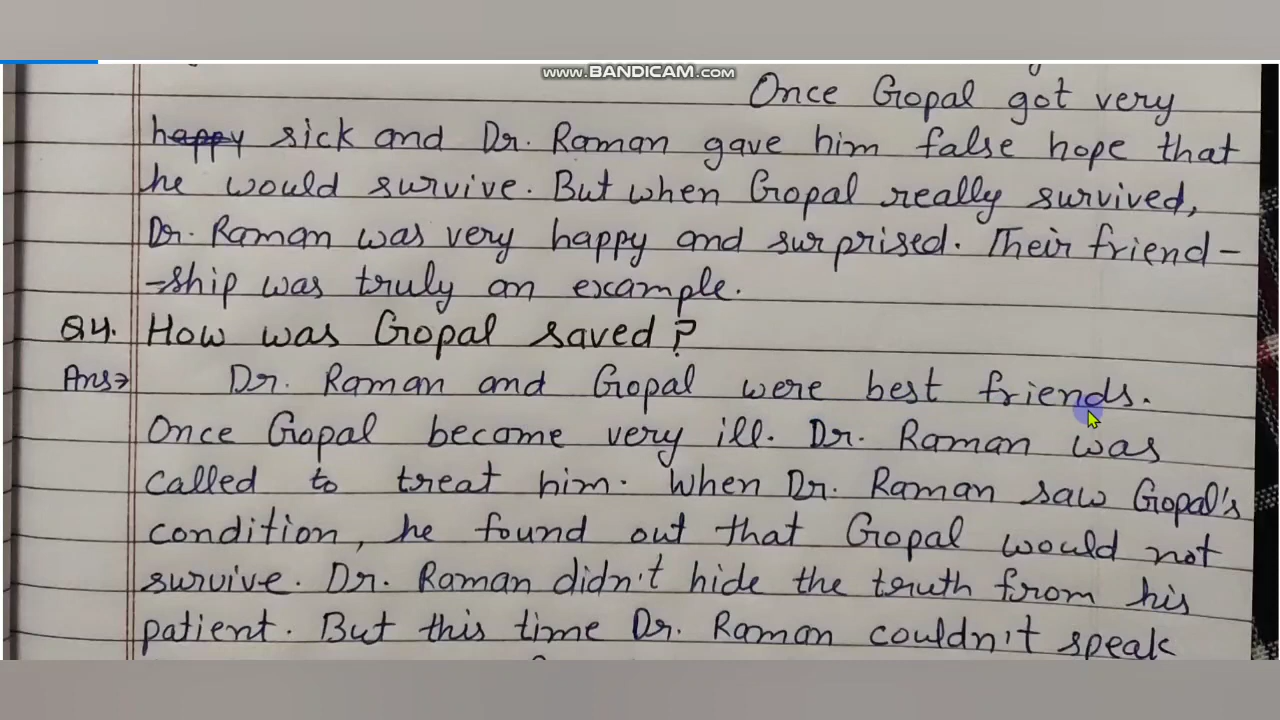 www.BANDICAM.com
Once Gopal got very
happy sick and Dr. Raman gave him false hope that
he would survive. But when Gopal really survived,
Dr. Raman was very happy and surprised. Their friend-
-ship was truly an example.
Q4. How was Gopal saved?
Ans→ Dr. Raman and Gopal were best friends.
Once Gopal become very ill. Dr. Raman was
called to treat him. When Dr. Raman saw Gopal's
condition, he found out that Gopal would not
survive. Dr. Raman didn't hide the truth from his
patient. But this time Dr. Raman couldn't speak